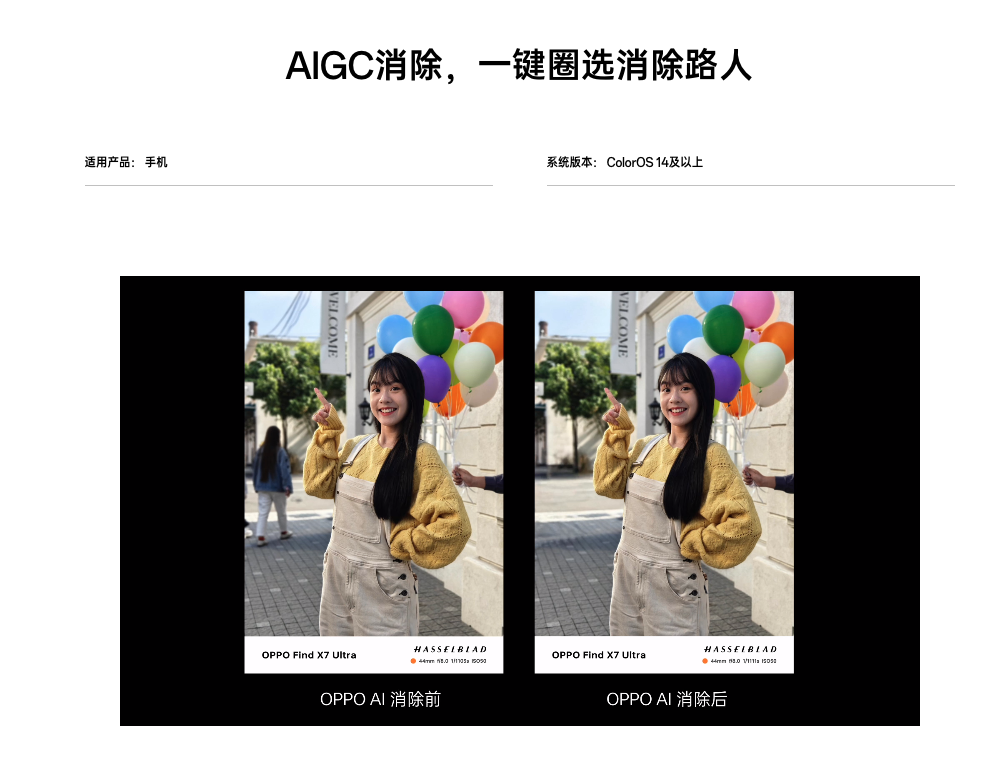 AIGC消除，一键圈选消除路人
适用产品： 手机
系统版本： ColorOS 14及以上
WELCOME
WELCOME
OPPO Find X7 Ultra
HASSELBLAD
44mm f/6.0 1/1105s ISO50
OPPO Find X7 Ultra
HASSELBLAD
44mm f/6.0 1/1111s ISO50
OPPO AI 消除前
OPPO AI 消除后